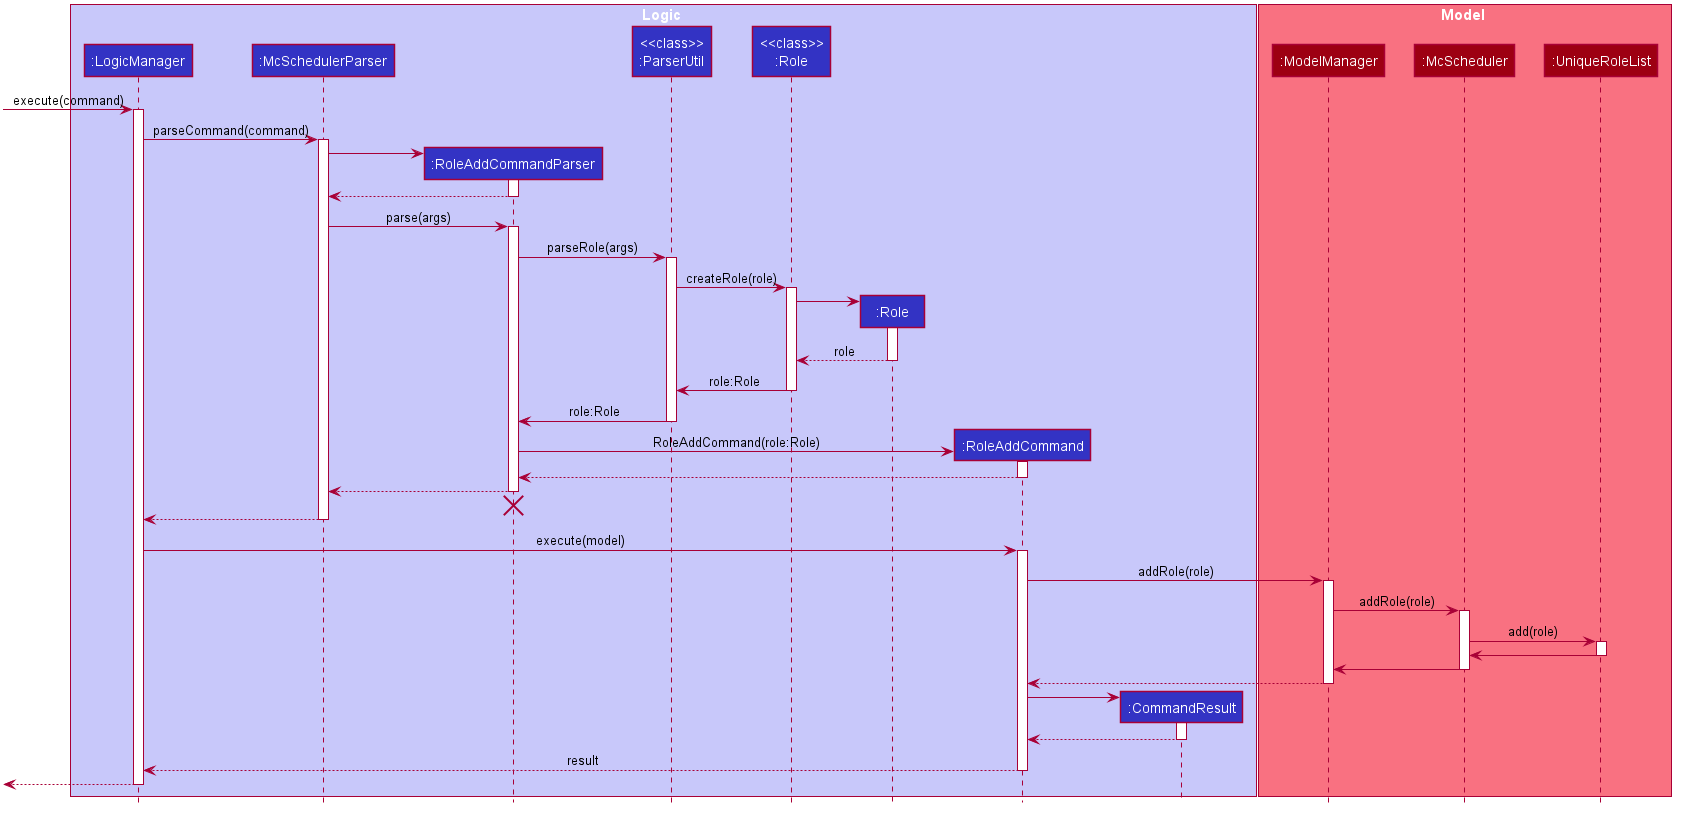 Logic
Model
<<class>>
:ParserUtil
<<class>>
:Role
:LogicManager
:McSchedulerParser
:ModelManager
:McScheduler
:UniqueRoleList
execute(command)
parseCommand(command)
:RoleAddCommandParser
parse(args)
parseRole(args)
createRole(role)
:Role
role
role:Role
role:Role
RoleAddCommand(role:Role)
:RoleAddCommand
execute(model)
addRole(role)
addRole(role)
add(role)
:CommandResult
result